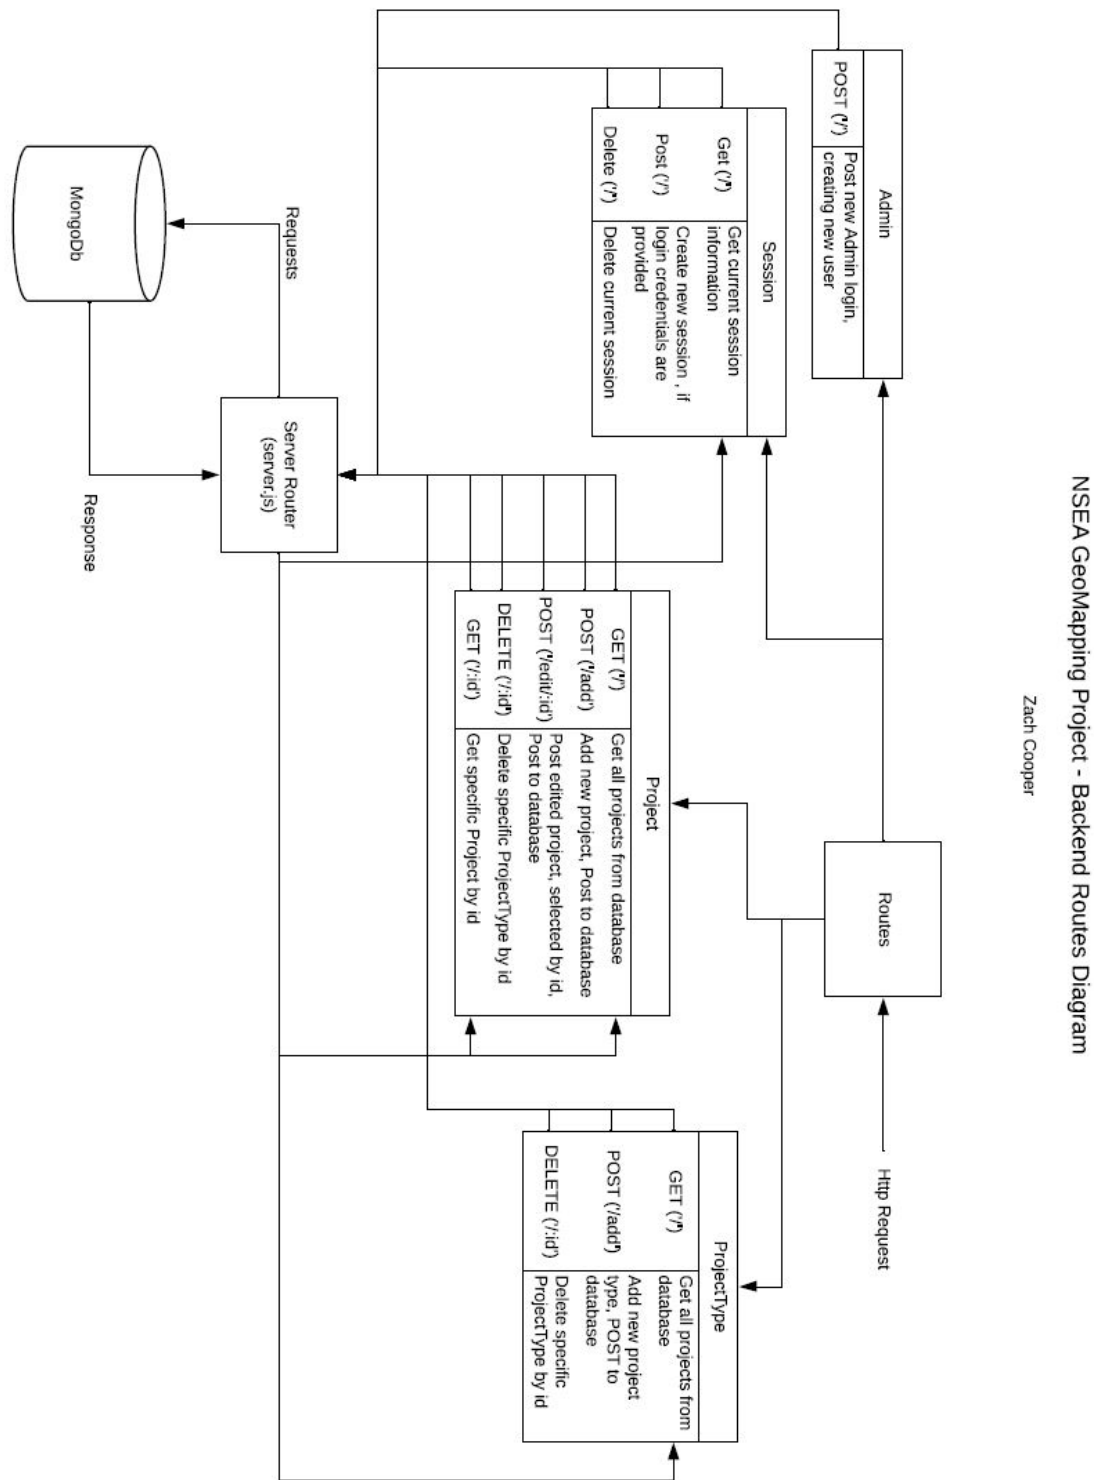 NSEA GeoMapping Project - Backend Routes Diagram
Zach Cooper
Routes
Http Request
Admin
POST ('/')
Post new Admin login,
creating new user
Session
Get ('/')
Get current session
information
Post ('/')
Create new session , if
login credentials are
provided
Delete ('/')
Delete current session
Project
GET ('/')
Get all projects from database
POST ('/add')
Add new project, Post to database
POST ('/edit/:id')
Post edited project, selected by id,
Post to database
DELETE ('/:id')
Delete specific ProjectType by id
GET ('/:id')
Get specific Project by id
ProjectType
GET ('/')
Get all projects from
database
POST ('/add')
Add new project
type, POST to
database
DELETE ('/:id')
Delete specific
ProjectType by id
Requests
MongoDb
Server Router
(server.js)
Response